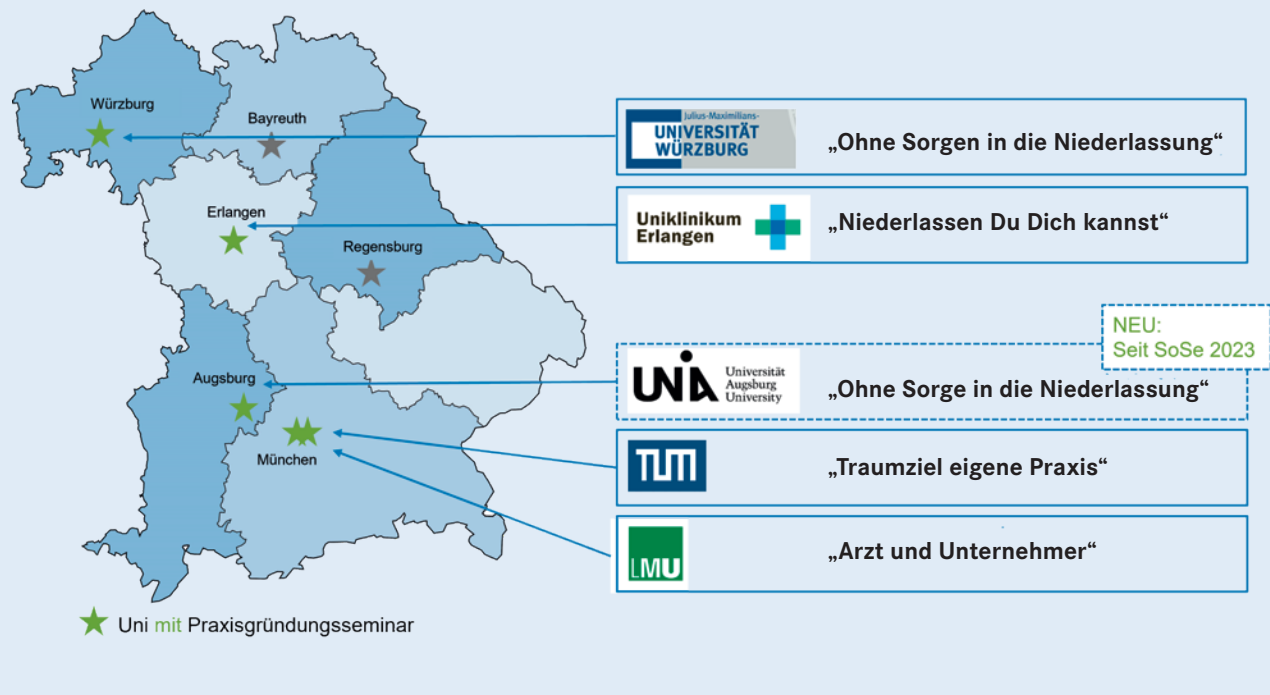 Würzburg
Bayreuth
Erlangen
Regensburg
Augsburg
München
Julius-Maximilians-
UNIVERSITÄT
WÜRZBURG
„Ohne Sorgen in die Niederlassung“
Uniklinikum
Erlangen
„Niederlassen Du Dich kannst“
NEU:
Seit SoSe 2023
UNIA
Universität
Augsburg
University
„Ohne Sorge in die Niederlassung“
TUM
„Traumziel eigene Praxis“
LMU
„Arzt und Unternehmer“
Uni mit Praxisgründungsseminar